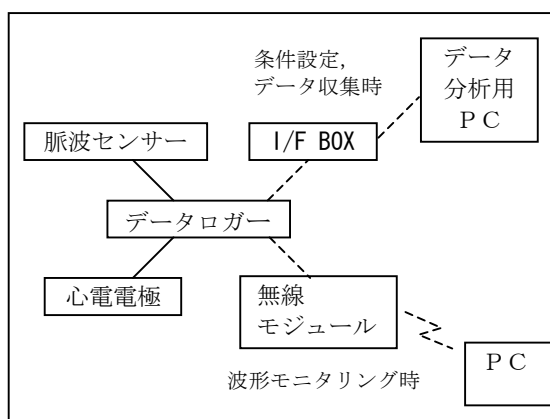 条件設定,
データ収集時
データ
分析用
ＰＣ
脈波センサー
I/F BOX
データロガー
心電電極
無線
モジュール
ＰＣ
波形モニタリング時